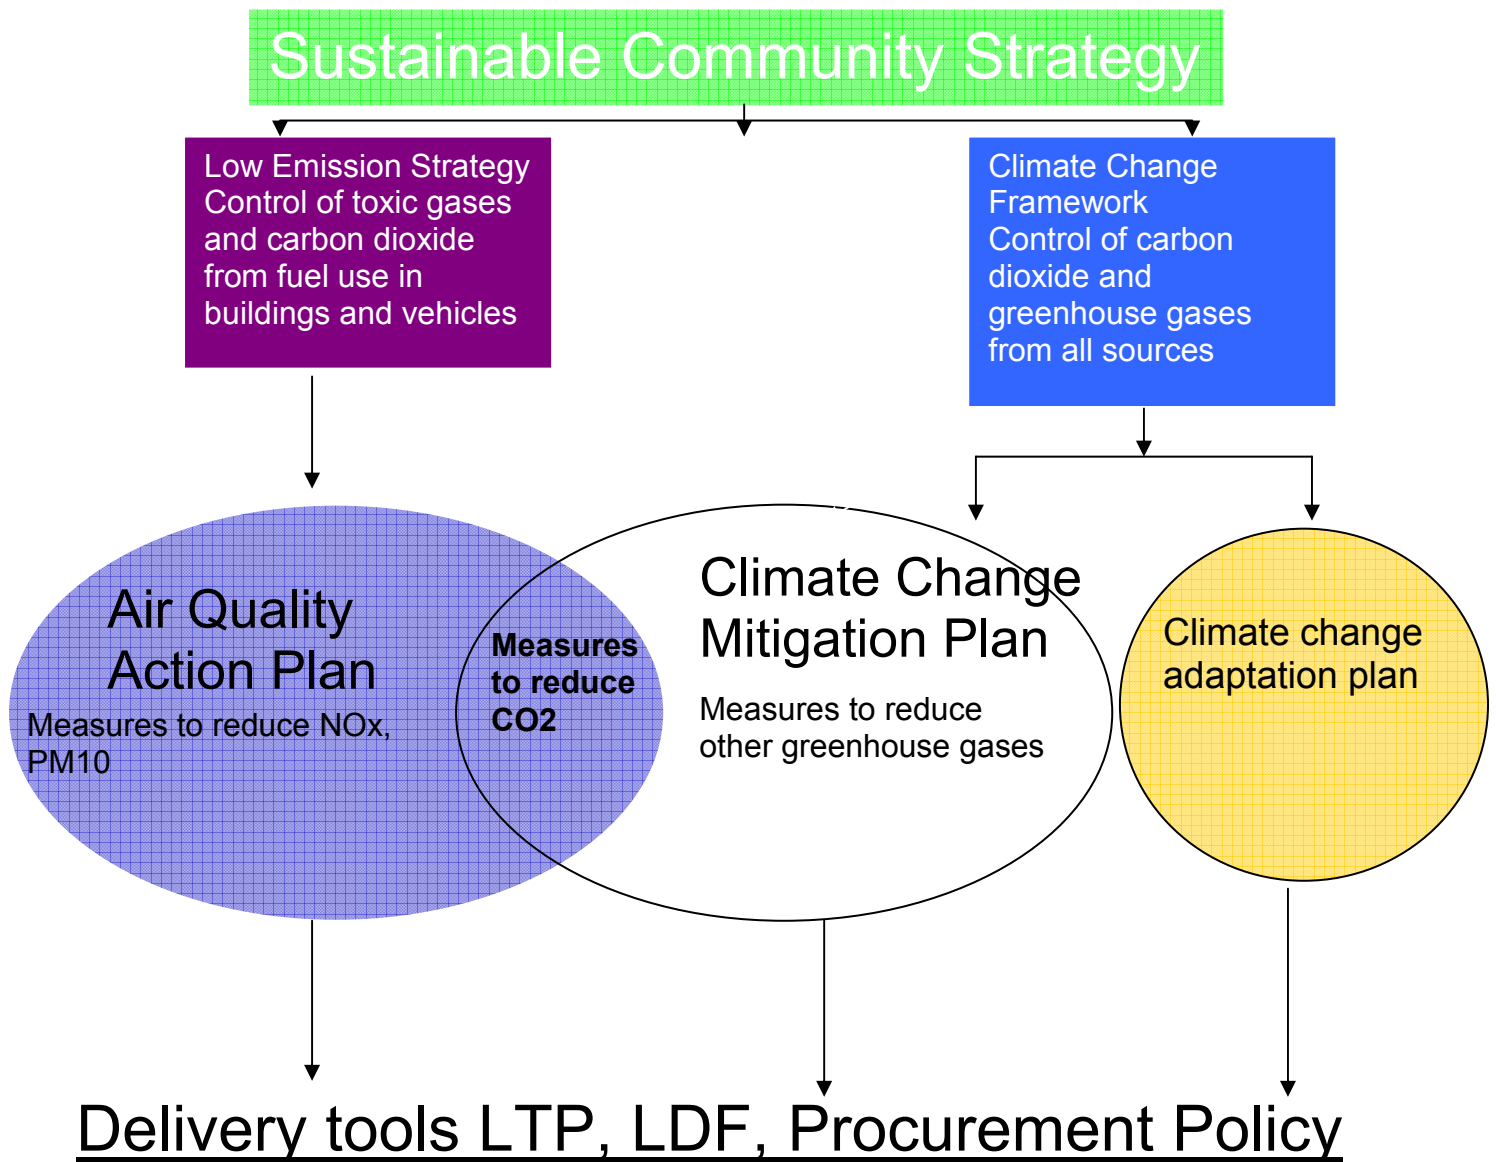 Sustainable Community Strategy
Low Emission Strategy
Control of toxic gases
and carbon dioxide
from fuel use in
buildings and vehicles
Climate Change
Framework
Control of carbon
dioxide and
greenhouse gases
from all sources
Air Quality
Action Plan
Measures to reduce NOx,
PM10
Measures
to reduce
CO2
Climate Change
Mitigation Plan
Measures to reduce
other greenhouse gases
Climate change
adaptation plan
Delivery tools LTP, LDF, Procurement Policy